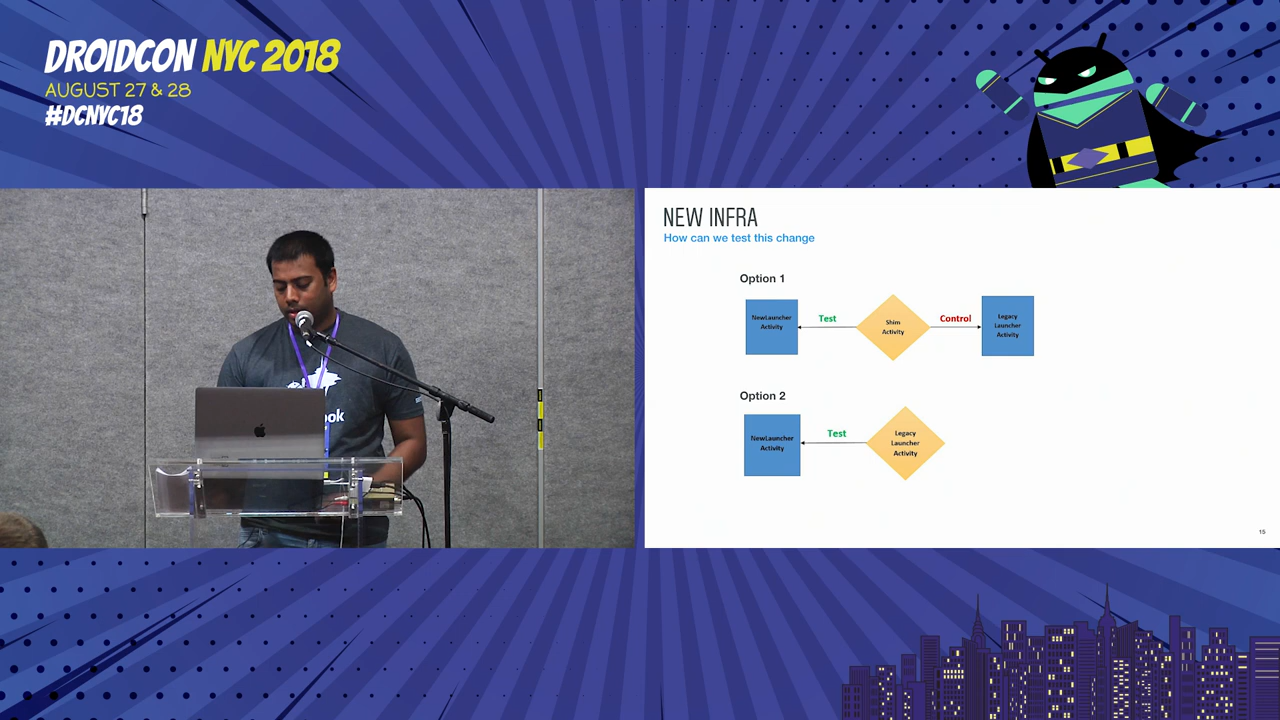 DROIDCON NYC 2018
AUGUST 27 & 28
#DCNYC18
ook
NEW INFRA
How can we test this change
Option 1
NewLauncher
Activity
Test
Shim
Activity
Control
Legacy
Launcher
Activity
Option 2
NewLauncher
Activity
Test
Legacy
Launcher
Activity
15